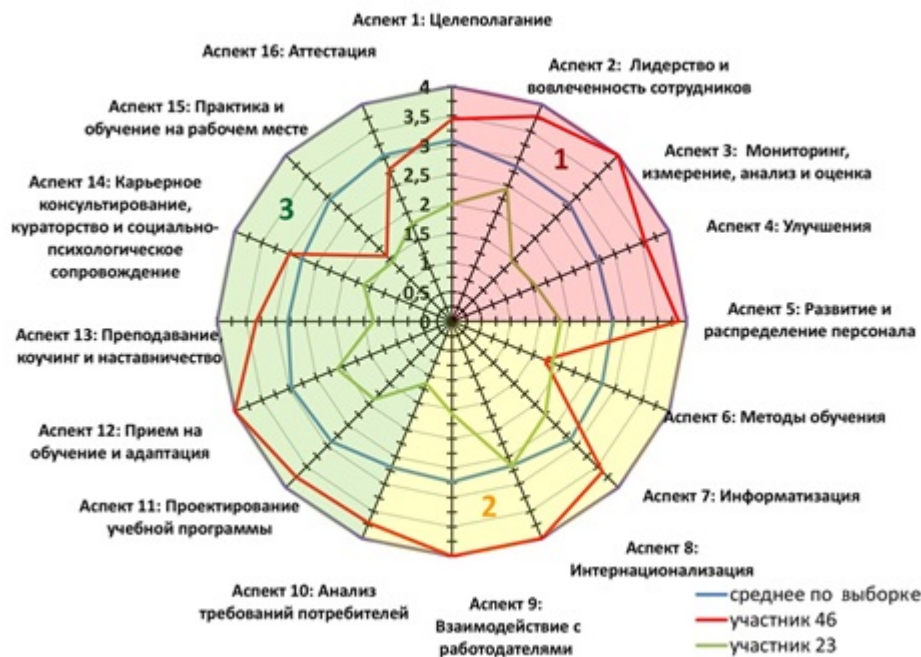 Аспект 1: Целеполагание
Аспект 16: Аттестация
Аспект 2:  Лидерство и
вовлеченность сотрудников
Аспект 15: Практика и
обучение на рабочем месте
Аспект 3:  Мониторинг,
измерение, анализ и оценка
Аспект 14: Карьерное
консультирование,
кураторство и социально-
психологическое
сопровождение
Аспект 4: Улучшения
Аспект 5: Развитие и
распределение персонала
Аспект 13: Преподавание,
коучинг и наставничество
Аспект 6: Методы обучения
Аспект 12: Прием на
обучение и адаптация
Аспект 7: Информатизация
Аспект 11: Проектирование
учебной программы
Аспект 8:
Интернационализация
Аспект 10: Анализ
требований потребителей
Аспект 9:
Взаимодействие с
работодателями
4
3,5
3
2,5
2
1,5
1
0,5
0
1
2
3
среднее по  выборке
участник 46
участник 23